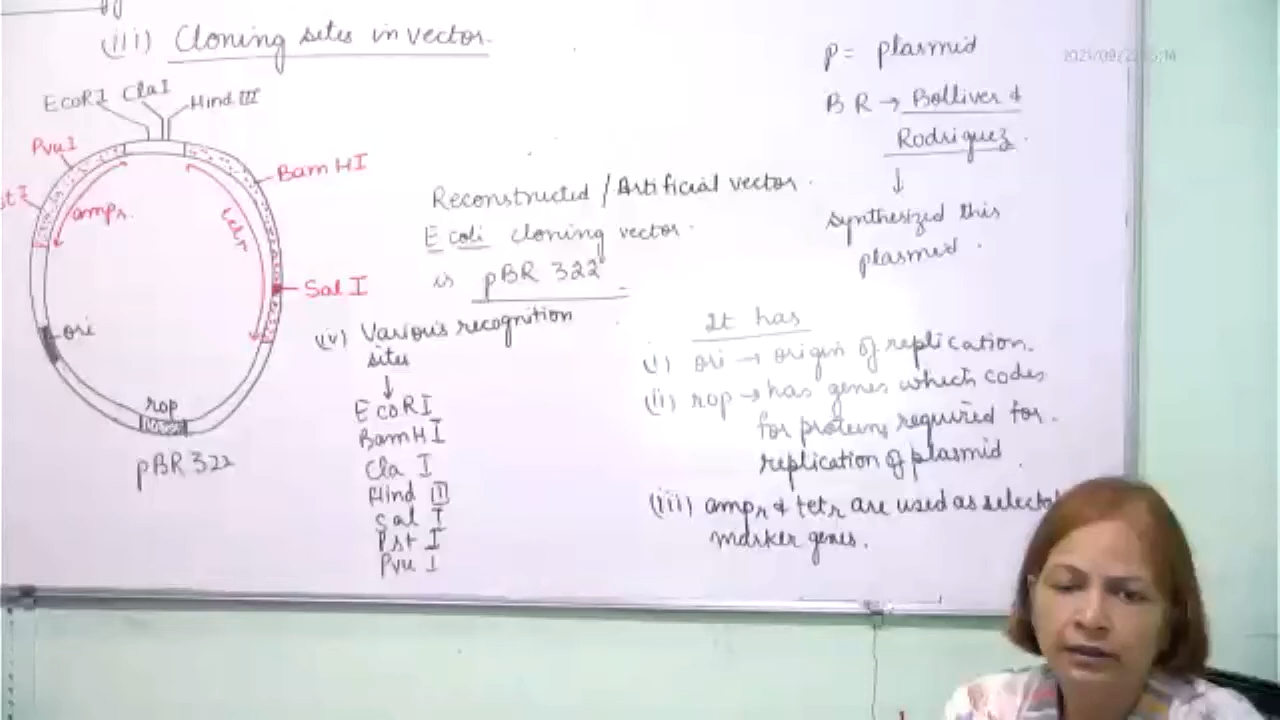 (iii) Cloning sites in vector.
EcoRI ClaI Hind III
PvuI
BamHI
ampr.
tetr
Sal I
ori
rop
pBR 322
Reconstructed / Artificial vector.
E coli cloning vector.
is pBR 322
(iv) Various recognition
sites
↓
EcoRI
BamHI
Cla I
Hind III
Sal I
Pst I
Pvu I
p = plasmid
BR → Bolliver &
Rodriguez.
↓
synthesized this
plasmid.
It has
(i) ori → origin of replication.
(ii) rop → has genes which codes
for proteins required for
replication of plasmid
(iii) ampr & tetr are used as
marker genes.